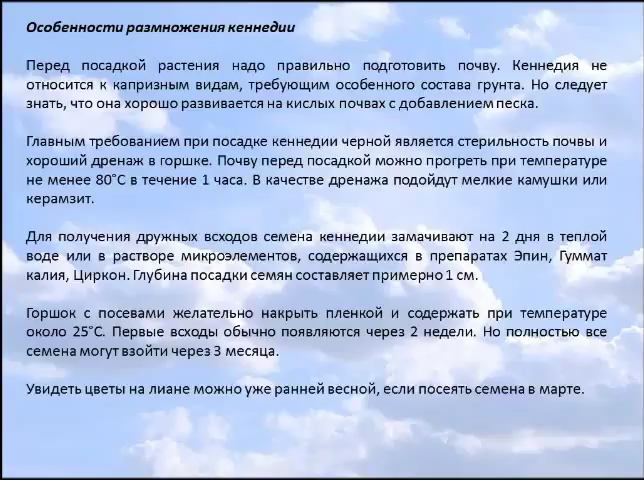 Особенности размножения кеннедии
Перед посадкой растения надо правильно подготовить почву. Кеннедия не
относится к капризным видам, требующим особенного состава грунта. Но следует
знать, что она хорошо развивается на кислых почвах с добавлением песка.
Главным требованием при посадке кеннедии черной является стерильность почвы и
хороший дренаж в горшке. Почву перед посадкой можно прогреть при температуре
не менее 80°С в течение 1 часа. В качестве дренажа подойдут мелкие камушки или
керамзит.
Для получения дружных всходов семена кеннедии замачивают на 2 дня в теплой
воде или в растворе микроэлементов, содержащихся в препаратах Эпин, Гуммат
калия, Циркон. Глубина посадки семян составляет примерно 1 см.
Горшок с посевами желательно накрыть пленкой и содержать при температуре
около 25°С. Первые всходы обычно появляются через 2 недели. Но полностью все
семена могут взойти через 3 месяца.
Увидеть цветы на лиане можно уже ранней весной, если посеять семена в марте.